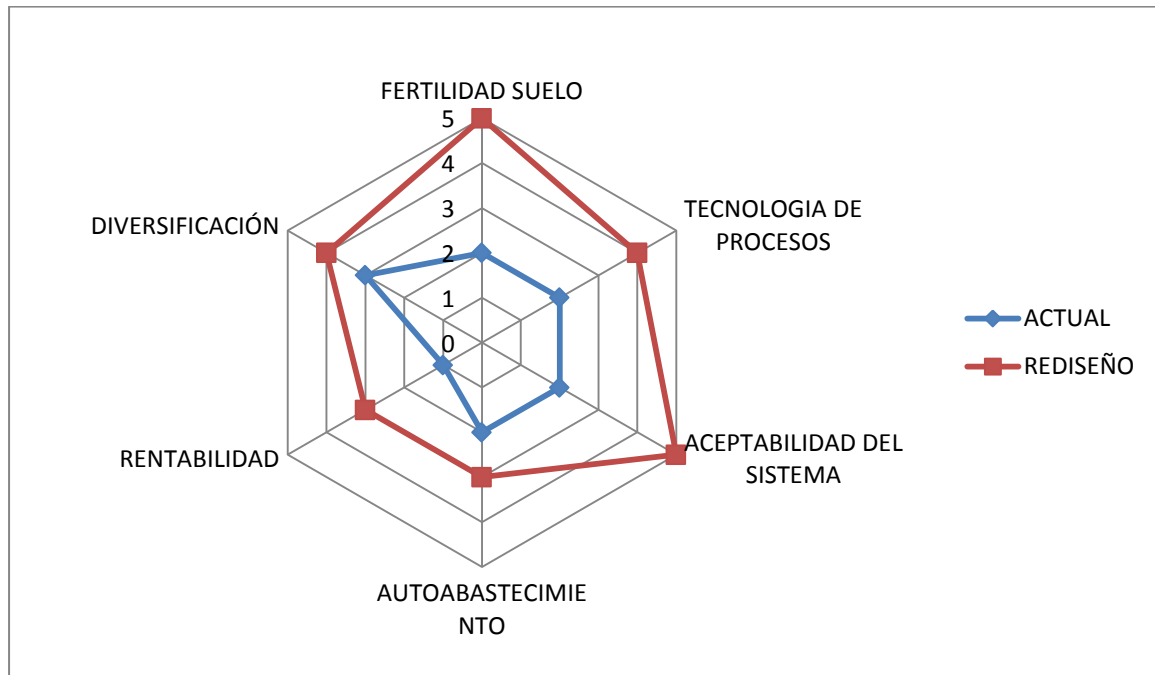 FERTILIDAD SUELO
5
4
3
2
1
0
TECNOLOGIA DE
PROCESOS
ACEPTABILIDAD DEL
SISTEMA
AUTOABASTECIMIE
NTO
RENTABILIDAD
DIVERSIFICACIÓN
ACTUAL
REDISEÑO